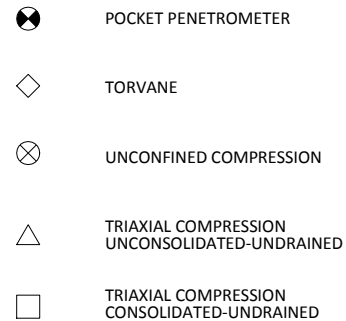 POCKET PENETROMETER
TORVANE
UNCONFINED COMPRESSION
TRIAXIAL COMPRESSION
UNCONSOLIDATED-UNDRAINED
TRIAXIAL COMPRESSION
CONSOLIDATED-UNDRAINED